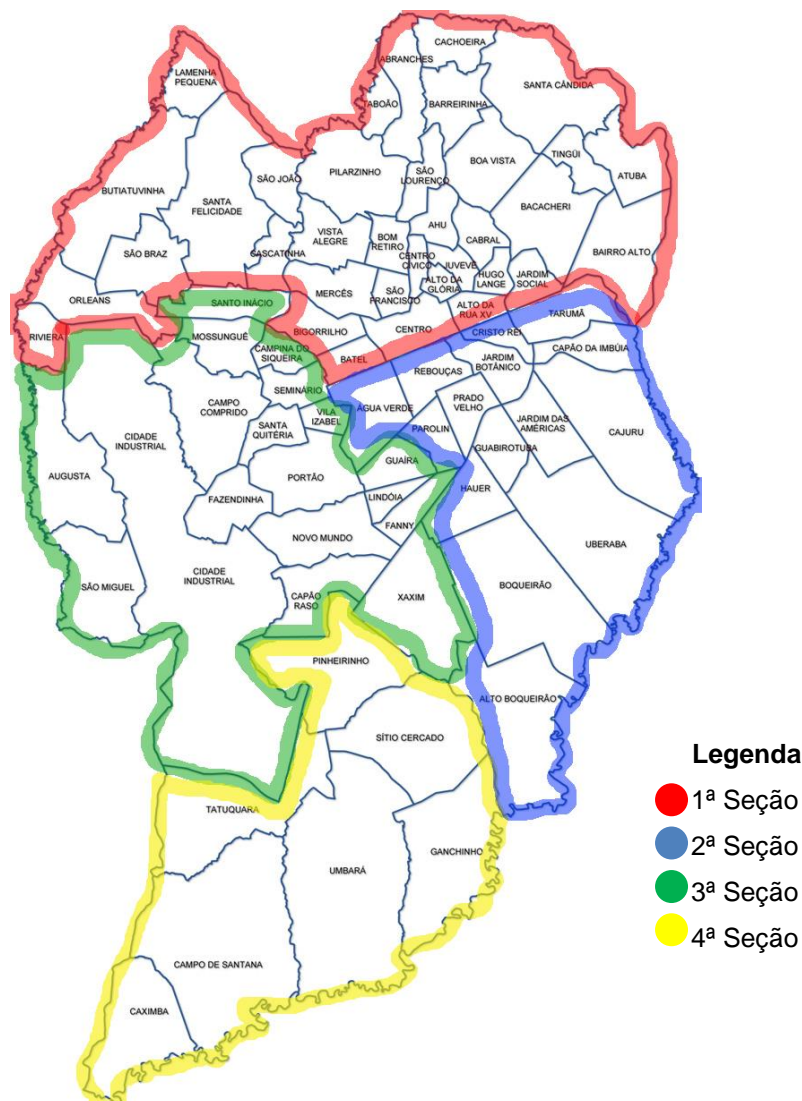 CACHOEIRA
ABRANCHES
LAMENHA
PEQUENA
SANTA CÂNDIDA
TABOÃO
BARREIRINHA
TINGÜI
BOA VISTA
PILARZINHO
SÃO
LOURENÇO
ATUBA
SÃO JOÃO
BUTIATUVINHA
SANTA
FELICIDADE
BACACHERI
AHU
VISTA
ALEGRE
BOM
RETIRO
CABRAL
BAIRRO ALTO
SÃO BRAZ
CASCATINHA
CENTRO
CÍVICO
JUVEVÊ
HUGO
LANGE
JARDIM
SOCIAL
ALTO DA
GLÓRIA
MERCÊS
SÃO
FRANCISCO
ORLEANS
SANTO INÁCIO
ALTO DA
RUA XV
TARUMÃ
RIVIERA
MOSSUNGUÊ
BIGORRILHO
CENTRO
CRISTO REI
CAMPINA DO
SIQUEIRA
BATEL
CAPÃO DA IMBÚIA
JARDIM
BOTÂNICO
REBOUÇAS
SEMINÁRIO
CAMPO
COMPRIDO
PRADO
VELHO
ÁGUA VERDE
VILA
IZABEL
JARDIM DAS
AMÉRICAS
SANTA
QUITÉRIA
PAROLIN
CAJURU
CIDADE
INDUSTRIAL
GUABIROTUBA
GUAÍRA
AUGUSTA
PORTÃO
HAUER
LINDÓIA
FAZENDINHA
FANNY
NOVO MUNDO
UBERABA
CIDADE
INDUSTRIAL
BOQUEIRÃO
SÃO MIGUEL
CAPÃO
RASO
XAXIM
PINHEIRINHO
ALTO BOQUEIRÃO
SÍTIO CERCADO
TATUQUARA
GANCHINHO
UMBARÁ
CAMPO DE SANTANA
CAXIMBA
Legenda
1ª Seção
2ª Seção
3ª Seção
4ª Seção